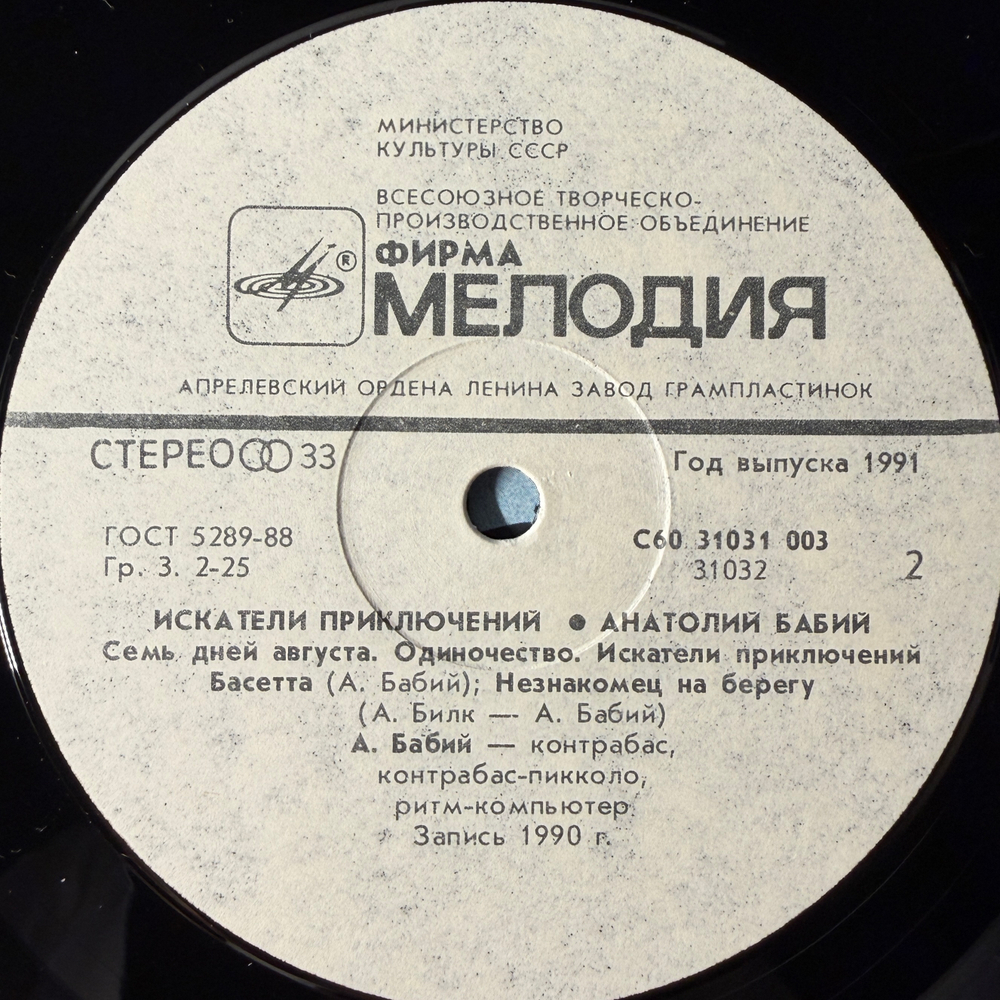 МИНИСТЕРСТВО
КУЛЬТУРЫ СССР
ВСЕСОЮЗНОЕ ТВОРЧЕСКО-
ПРОИЗВОДСТВЕННОЕ ОБЪЕДИНЕНИЕ
ФИРМА
®
МЕЛОДИЯ
АПРЕЛЕВСКИЙ ОРДЕНА ЛЕНИНА ЗАВОД ГРАМПЛАСТИНОК
СТЕРЕО 33
Год выпуска 1991
ГОСТ 5289-88
Гр. 3. 2-25
С60 31031 003
31032
2
ИСКАТЕЛИ ПРИКЛЮЧЕНИЙ ● АНАТОЛИЙ БАБИЙ
Семь дней августа. Одиночество. Искатели приключений
Басетта (А. Бабий); Незнакомец на берегу
(А. Билк — А. Бабий)
А. Бабий — контрабас,
контрабас-пикколо,
ритм-компьютер
Запись 1990 г.